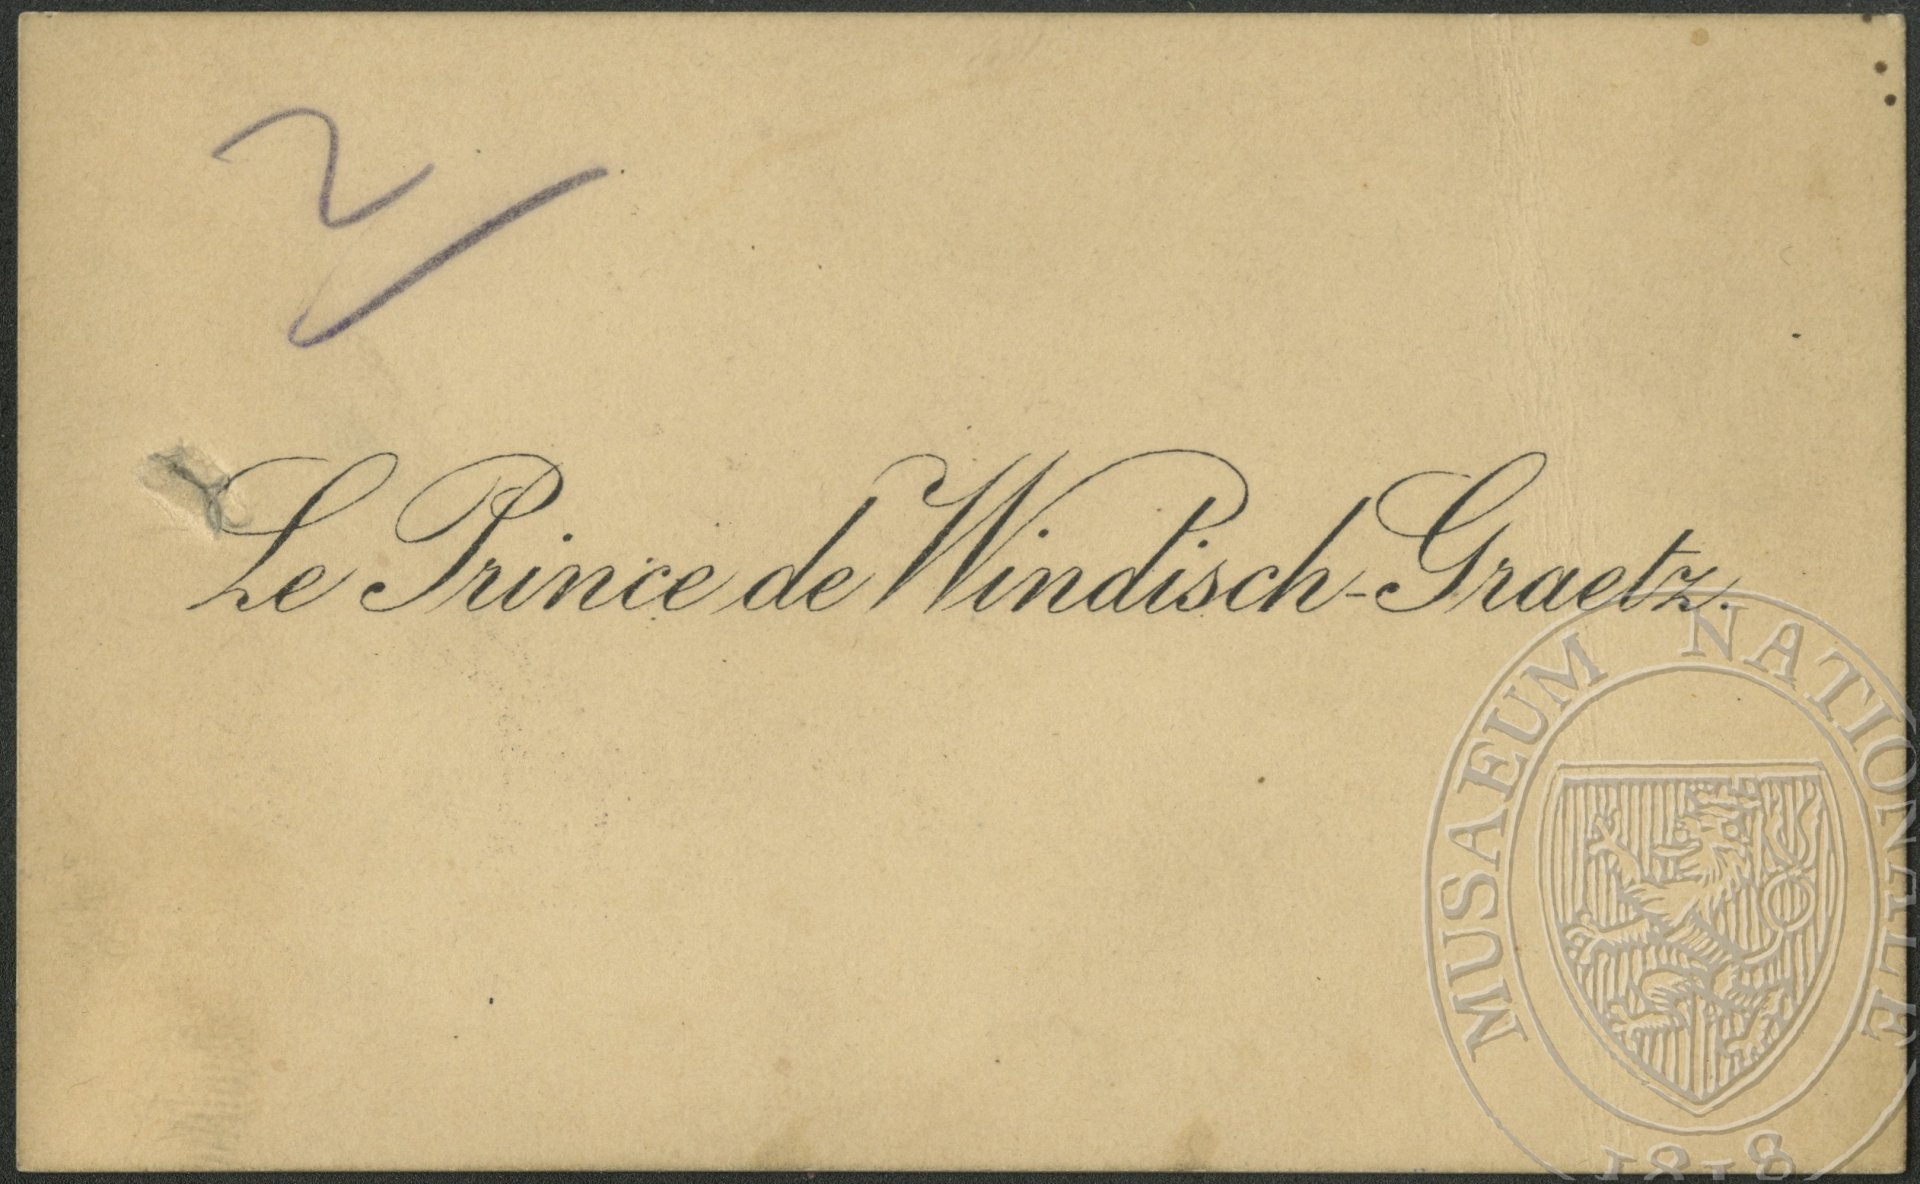 2
Le Prince de Windisch-Graetz.
MUSAEUM NATIONALE
1818